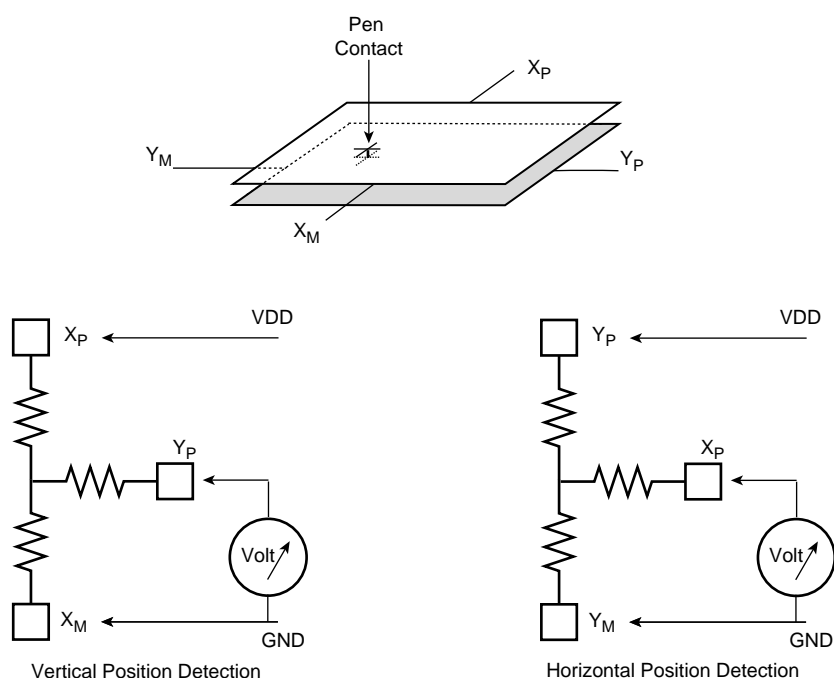 Pen
Contact
X_P
Y_M
Y_P
X_M
X_P
VDD
Y_P
Volt
X_M
GND
Vertical Position Detection
Y_P
VDD
X_P
Volt
Y_M
GND
Horizontal Position Detection